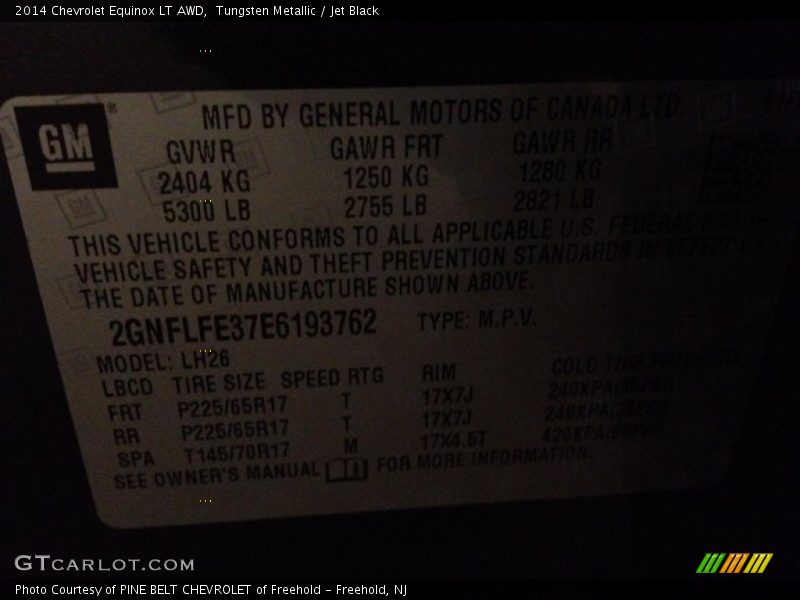 2014 Chevrolet Equinox LT AWD,  Tungsten Metallic / Jet Black
GM ®
MFD BY GENERAL MOTORS OF CANADA LTD.
GVWR GAWR FRT GAWR RR
2404 KG 1250 KG 1280 KG
5300 LB 2755 LB 2821 LB
THIS VEHICLE CONFORMS TO ALL APPLICABLE U.S. FEDERAL MOTOR
VEHICLE SAFETY AND THEFT PREVENTION STANDARDS IN EFFECT
THE DATE OF MANUFACTURE SHOWN ABOVE.
2GNFLFE37E6193762 TYPE: M.P.V.
MODEL: LH26
LBCD TIRE SIZE SPEED RTG RIM COLD TIRE PRESSURE
FRT P225/65R17 T 17X7J 240KPA(35PSI)
RR P225/65R17 T 17X7J 240KPA(35PSI)
SPA T145/70R17 M 17X4.5T 420KPA(60PSI)
SEE OWNER'S MANUAL FOR MORE INFORMATION
GTCARLOT.COM
Photo Courtesy of PINE BELT CHEVROLET of Freehold - Freehold, NJ